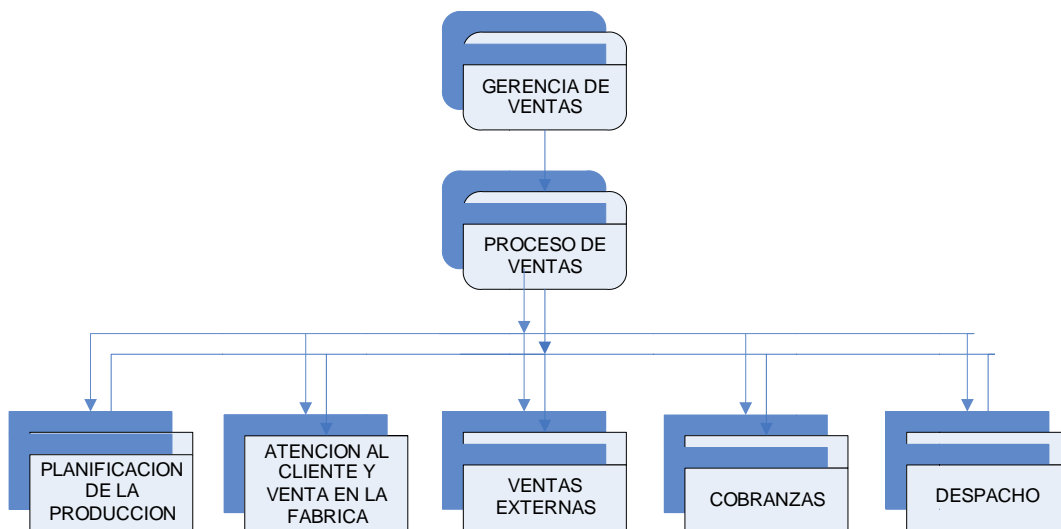 GERENCIA DE
VENTAS
PROCESO DE
VENTAS
PLANIFICACION
DE LA
PRODUCCION
ATENCION AL
CLIENTE Y
VENTA EN LA
FABRICA
VENTAS
EXTERNAS
COBRANZAS
DESPACHO